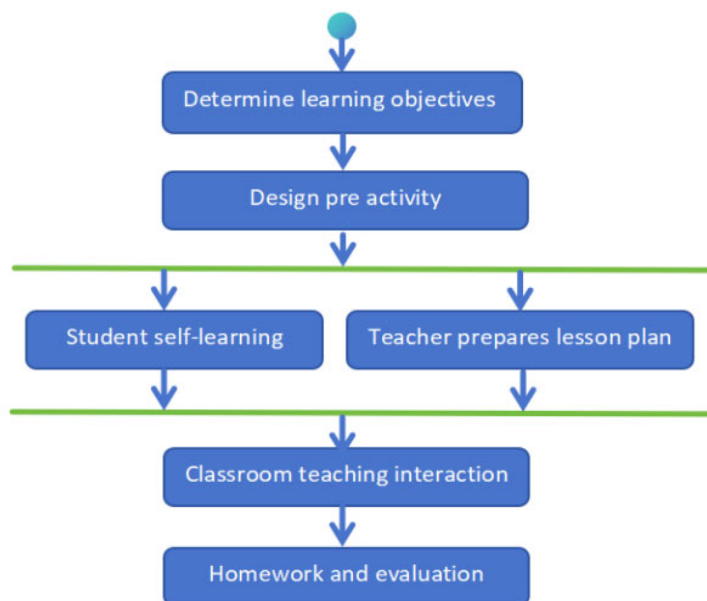 Determine learning objectives
Design pre activity
Student self-learning
Teacher prepares lesson plan
Classroom teaching interaction
Homework and evaluation